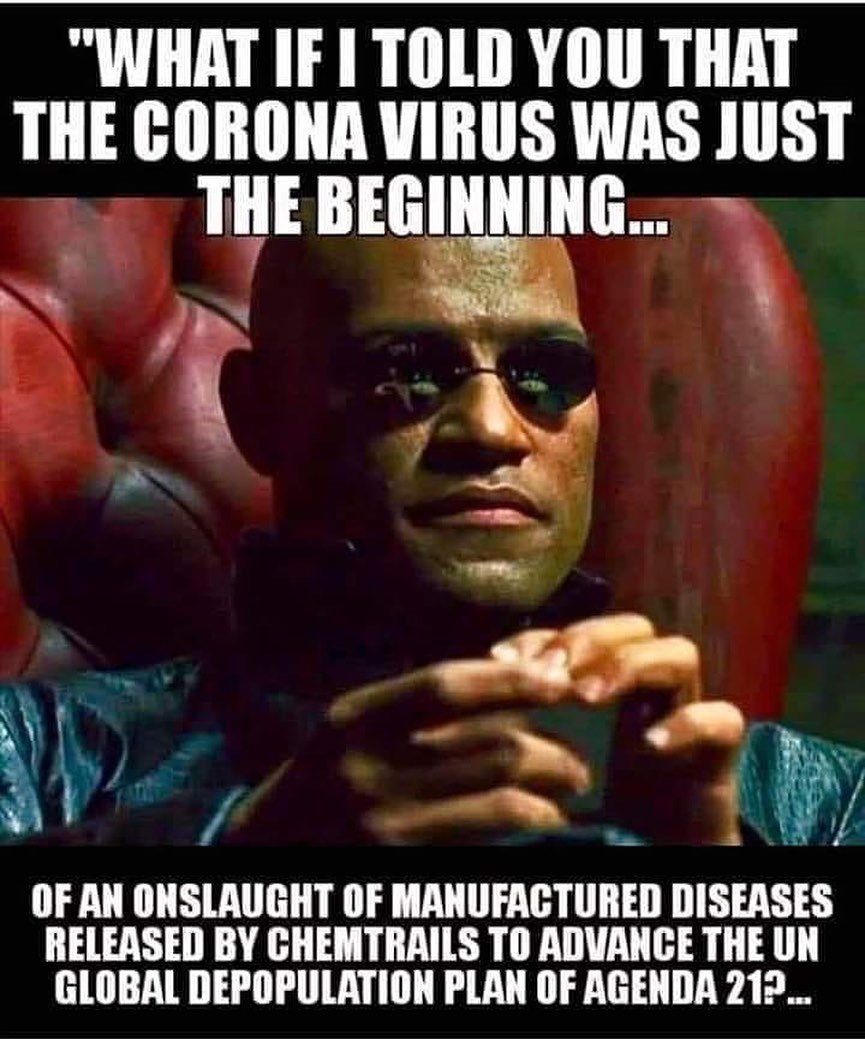 "WHAT IF I TOLD YOU THAT
THE CORONA VIRUS WAS JUST
THE BEGINNING...
OF AN ONSLAUGHT OF MANUFACTURED DISEASES
RELEASED BY CHEMTRAILS TO ADVANCE THE UN
GLOBAL DEPOPULATION PLAN OF AGENDA 21?...